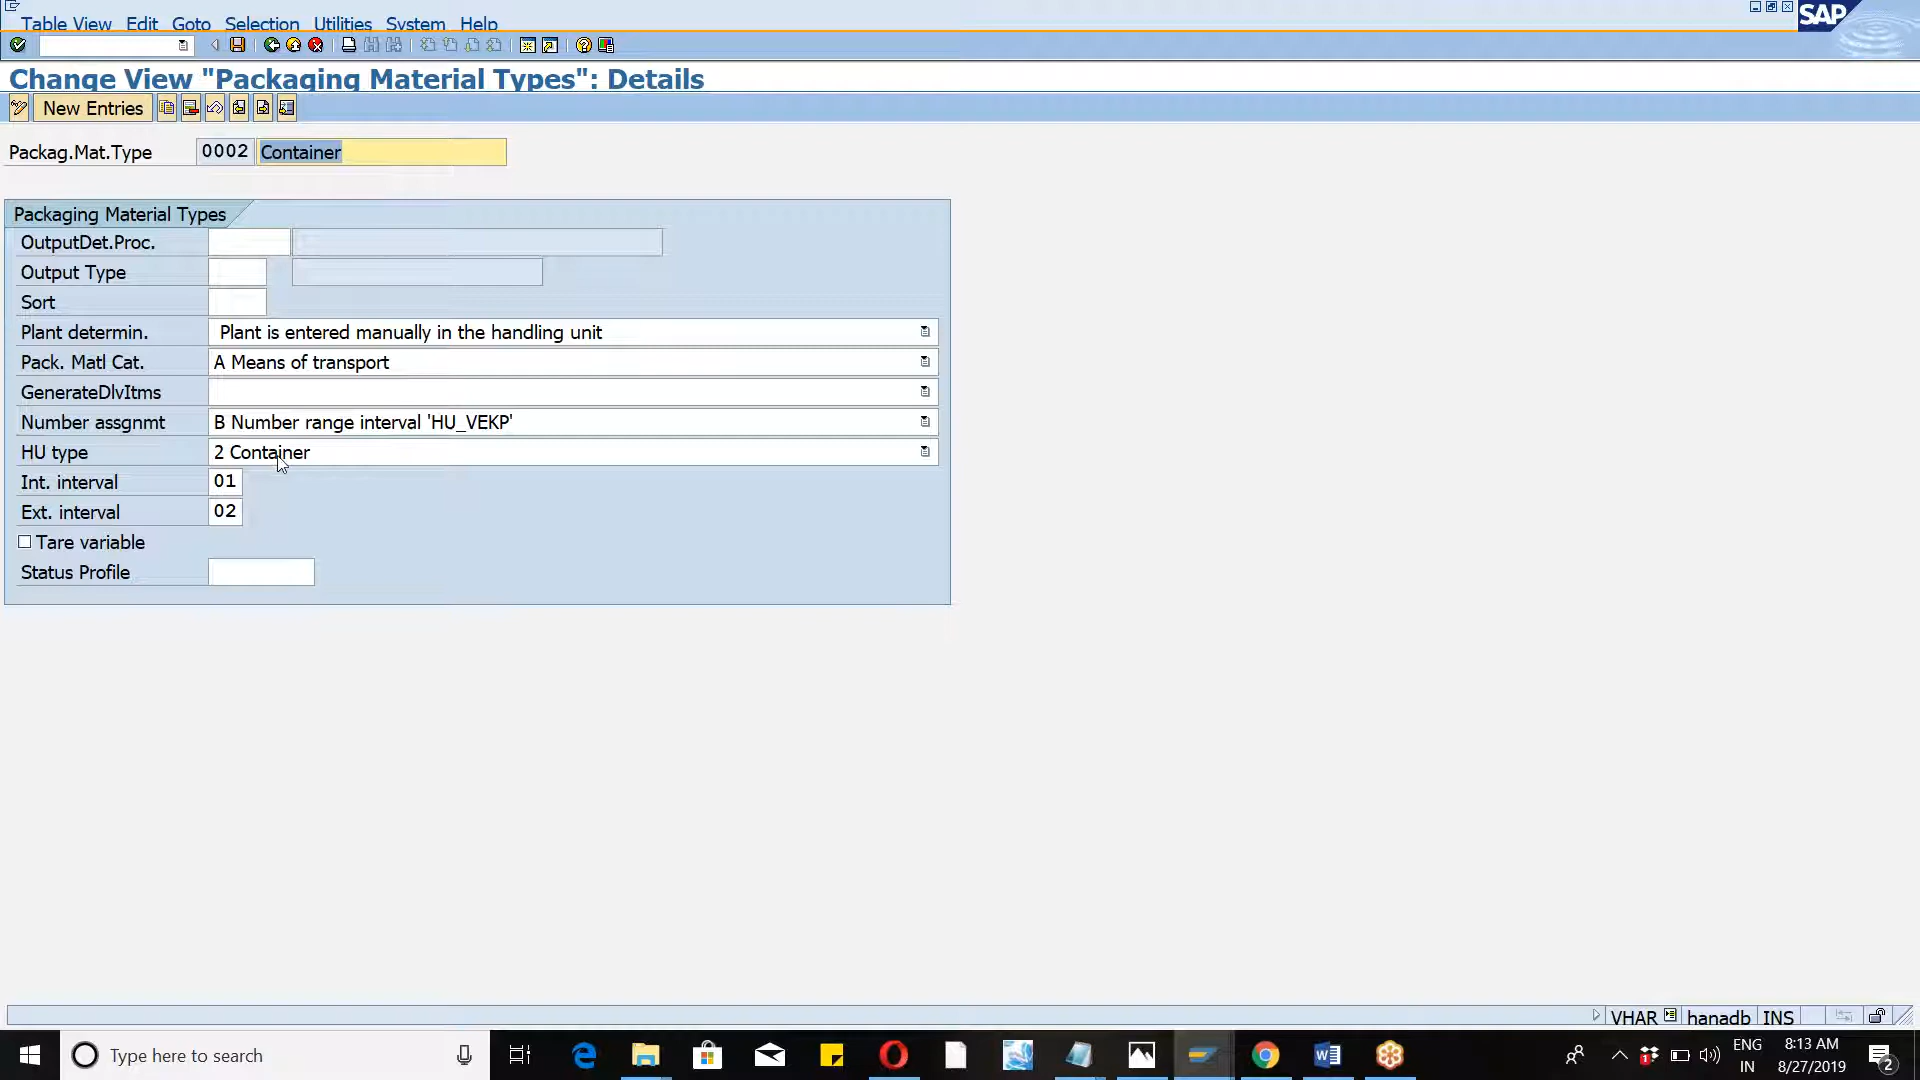 Table View Edit Goto Selection Utilities System Help
SAP
Change View "Packaging Material Types": Details
New Entries
Packag.Mat.Type 0002 Container
Packaging Material Types
OutputDet.Proc.
Output Type
Sort
Plant determin. Plant is entered manually in the handling unit
Pack. Matl Cat. A Means of transport
GenerateDlvItms
Number assgnmt B Number range interval 'HU_VEKP'
HU type 2 Container
Int. interval 01
Ext. interval 02
Tare variable
Status Profile
VHAR hanadb INS
Type here to search
ENG 8:13 AM
IN 8/27/2019 2